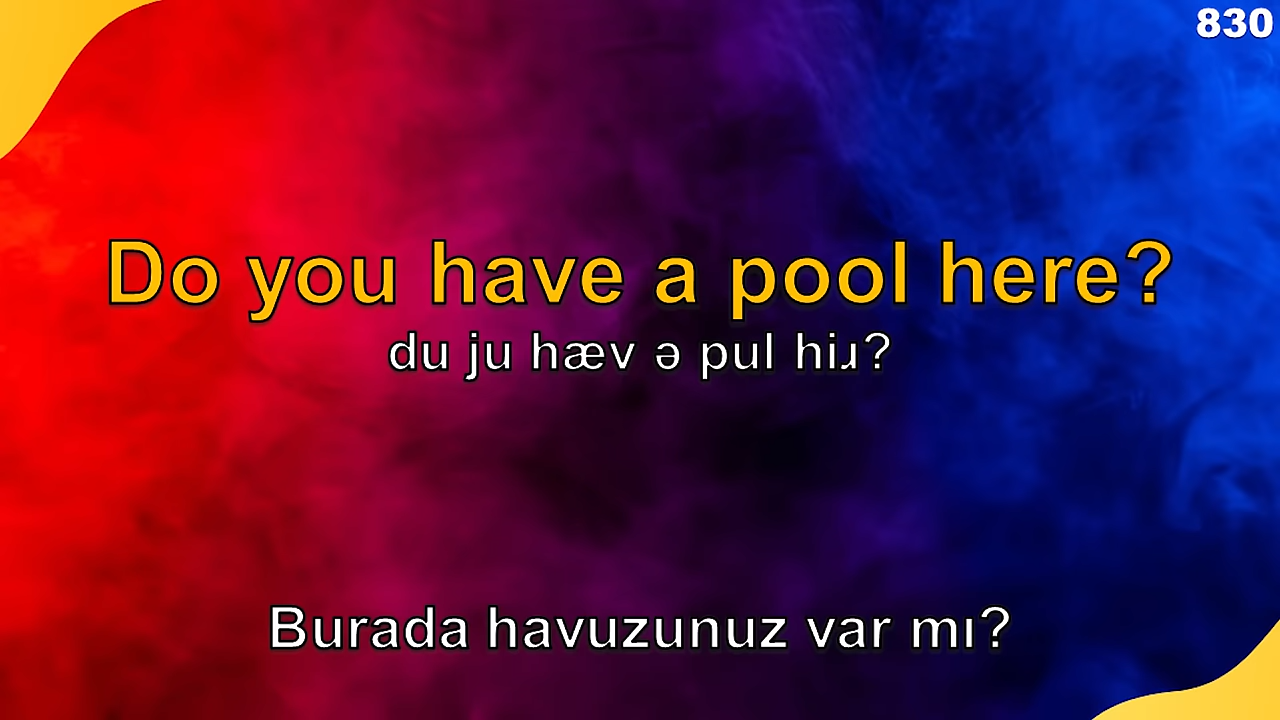 830
Do you have a pool here?
du ju hæv ə pul hiɹ?
Burada havuzunuz var mı?